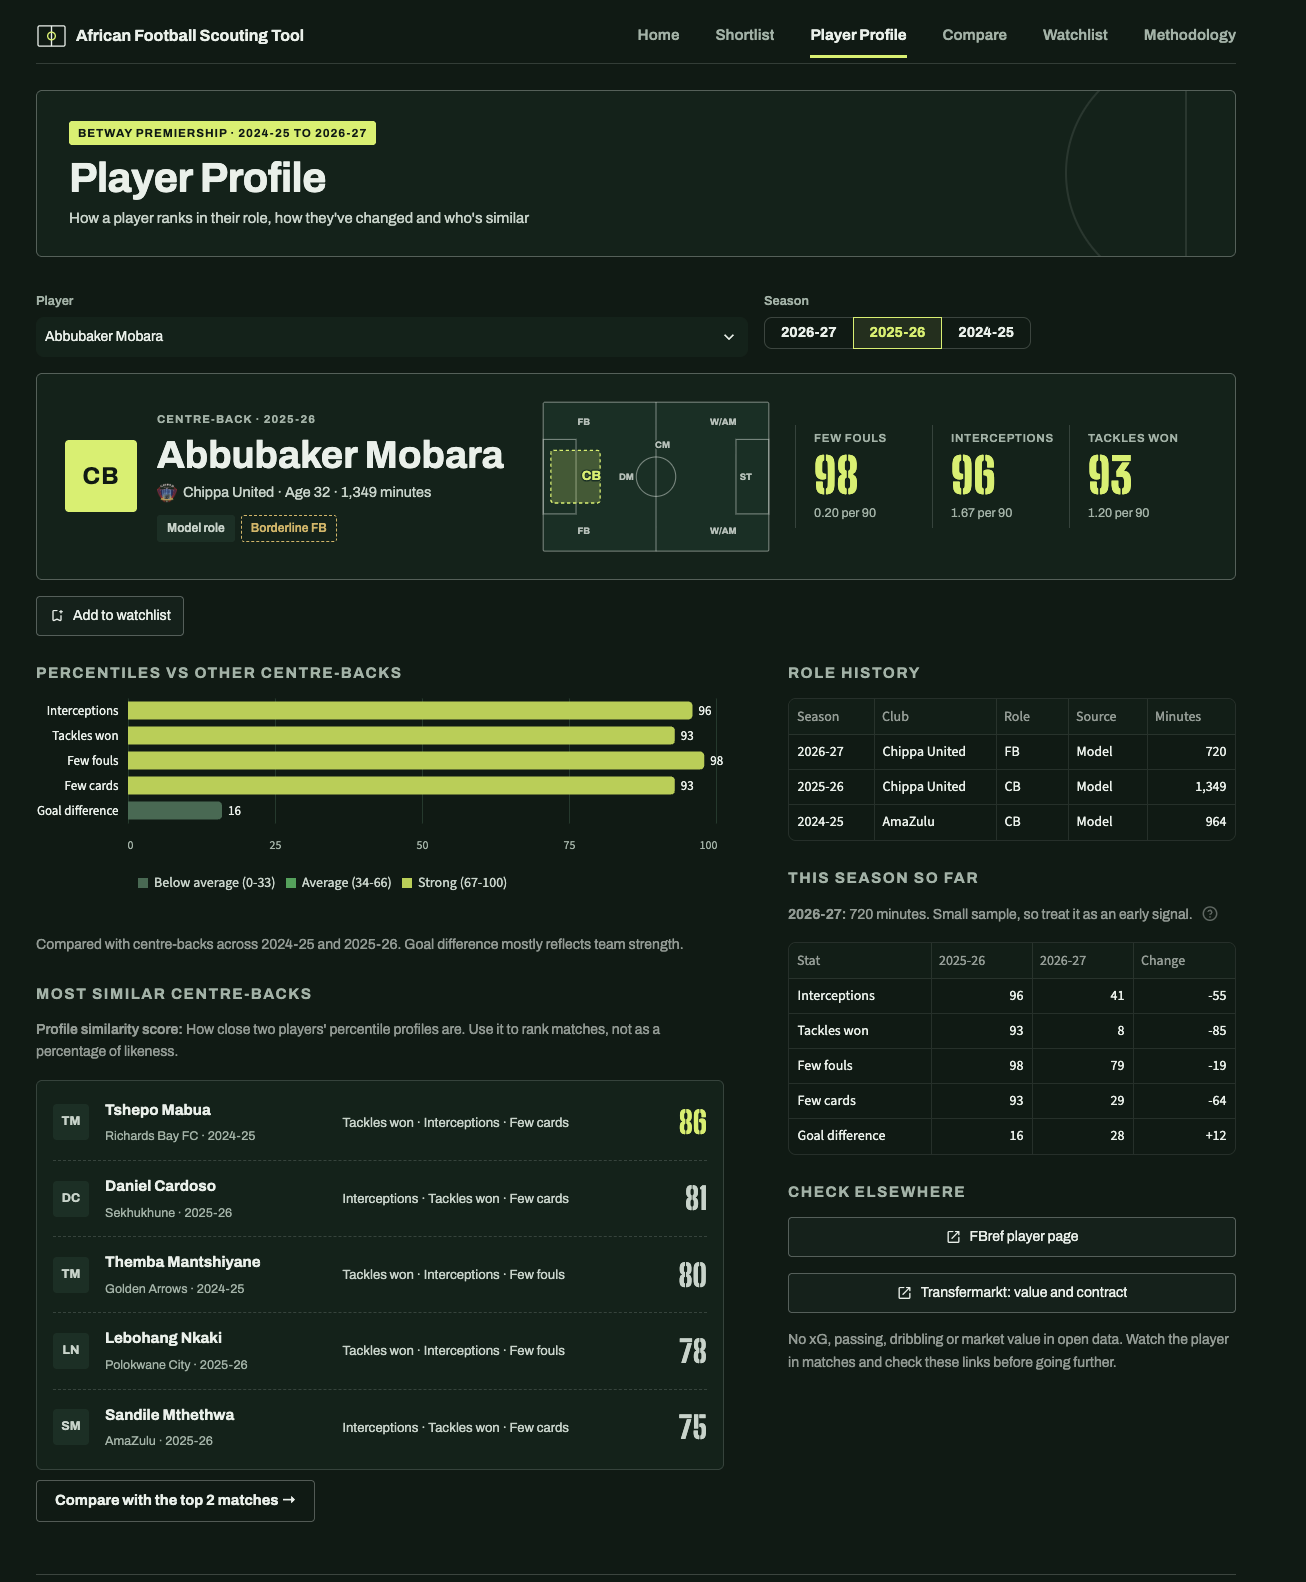 African Football Scouting Tool
Home Shortlist Player Profile Compare Watchlist Methodology
BETWAY PREMIERSHIP · 2024-25 TO 2026-27
Player Profile
How a player ranks in their role, how they've changed and who's similar
Player
Abbubaker Mobara
Season
2026-27 2025-26 2024-25
CB
CENTRE-BACK · 2025-26
Abbubaker Mobara
Chippa United · Age 32 · 1,349 minutes
Model role Borderline FB
FB W/AM
CM
CB DM ST
FB W/AM
FEW FOULS
98
0.20 per 90
INTERCEPTIONS
96
1.67 per 90
TACKLES WON
93
1.20 per 90
Add to watchlist
PERCENTILES VS OTHER CENTRE-BACKS
Interceptions 96
Tackles won 93
Few fouls 98
Few cards 93
Goal difference 16
0 25 50 75 100
Below average (0-33) Average (34-66) Strong (67-100)
Compared with centre-backs across 2024-25 and 2025-26. Goal difference mostly reflects team strength.
MOST SIMILAR CENTRE-BACKS
Profile similarity score: How close two players' percentile profiles are. Use it to rank matches, not as a
percentage of likeness.
TM
Tshepo Mabua
Richards Bay FC · 2024-25
Tackles won · Interceptions · Few cards
86
DC
Daniel Cardoso
Sekhukhune · 2025-26
Interceptions · Tackles won · Few cards
81
TM
Themba Mantshiyane
Golden Arrows · 2024-25
Tackles won · Interceptions · Few fouls
80
LN
Lebohang Nkaki
Polokwane City · 2025-26
Tackles won · Interceptions · Few fouls
78
SM
Sandile Mthethwa
AmaZulu · 2025-26
Interceptions · Tackles won · Few cards
75
Compare with the top 2 matches →
ROLE HISTORY
Season Club Role Source Minutes
2026-27 Chippa United FB Model 720
2025-26 Chippa United CB Model 1,349
2024-25 AmaZulu CB Model 964
THIS SEASON SO FAR
2026-27: 720 minutes. Small sample, so treat it as an early signal. ?
Stat 2025-26 2026-27 Change
Interceptions 96 41 -55
Tackles won 93 8 -85
Few fouls 98 79 -19
Few cards 93 29 -64
Goal difference 16 28 +12
CHECK ELSEWHERE
FBref player page
Transfermarkt: value and contract
No xG, passing, dribbling or market value in open data. Watch the player
in matches and check these links before going further.